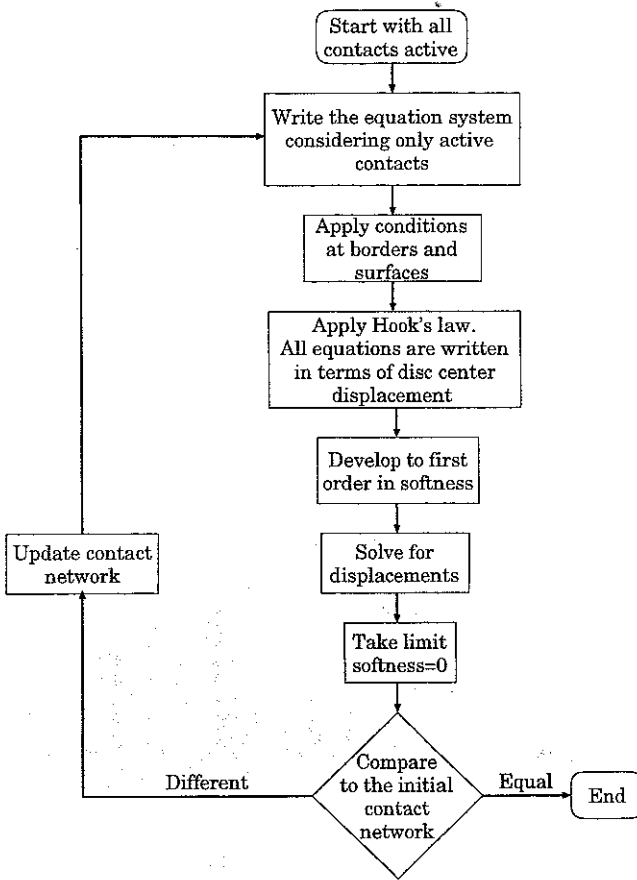 Start with all
contacts active
Write the equation system
considering only active
contacts
Apply conditions
at borders and
surfaces
Apply Hook's law.
All equations are written
in terms of disc center
displacement
Develop to first
order in softness
Update contact
network
Solve for
displacements
Take limit
softness=0
Compare
to the initial
contact
network
Different
Equal
End